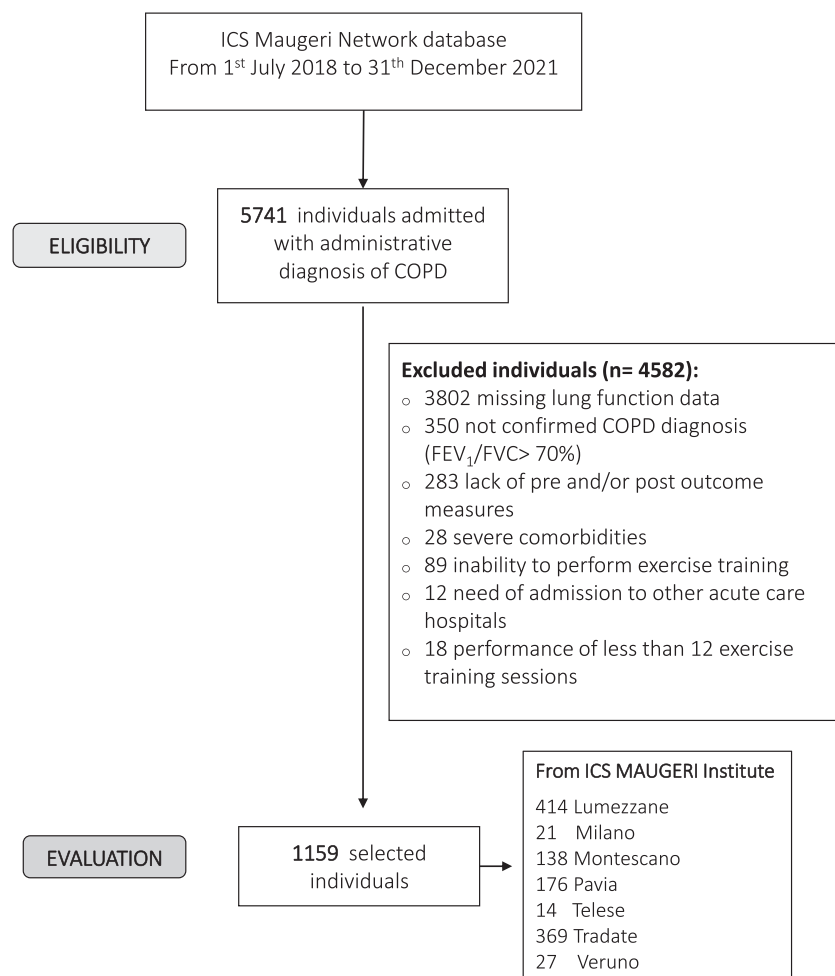 ICS Maugeri Network database
From 1st July 2018 to 31th December 2021
ELIGIBILITY
5741 individuals admitted
with administrative
diagnosis of COPD
Excluded individuals (n= 4582):
○ 3802 missing lung function data
○ 350 not confirmed COPD diagnosis
(FEV1/FVC> 70%)
○ 283 lack of pre and/or post outcome
measures
○ 28 severe comorbidities
○ 89 inability to perform exercise training
○ 12 need of admission to other acute care
hospitals
○ 18 performance of less than 12 exercise
training sessions
EVALUATION
1159 selected
individuals
From ICS MAUGERI Institute
414 Lumezzane
21 Milano
138 Montescano
176 Pavia
14 Telese
369 Tradate
27 Veruno